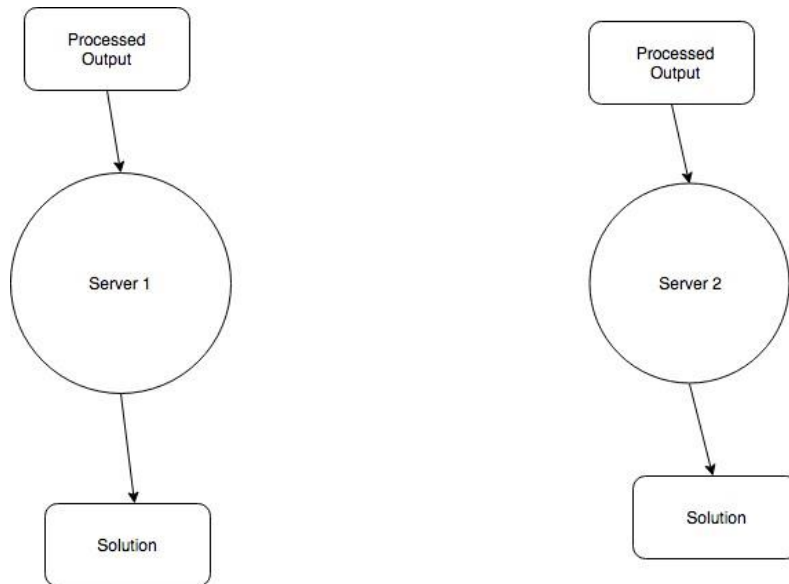 Processed
Output
Processed
Output
Server 1
Server 2
Solution
Solution